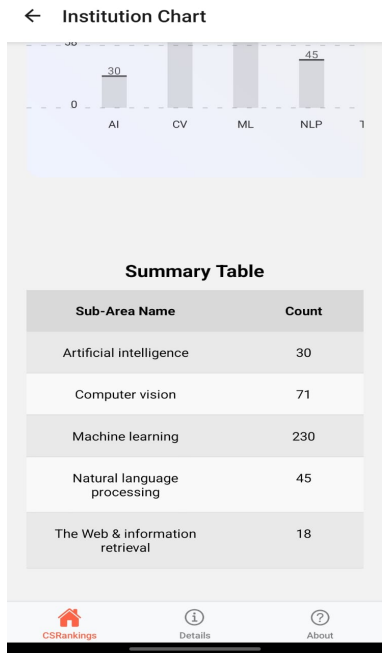 Institution Chart
45
30
0
AI CV ML NLP
Summary Table
Sub-Area Name Count
Artificial intelligence 30
Computer vision 71
Machine learning 230
Natural language 45
processing
The Web & information 18
retrieval
CSRankings Details About